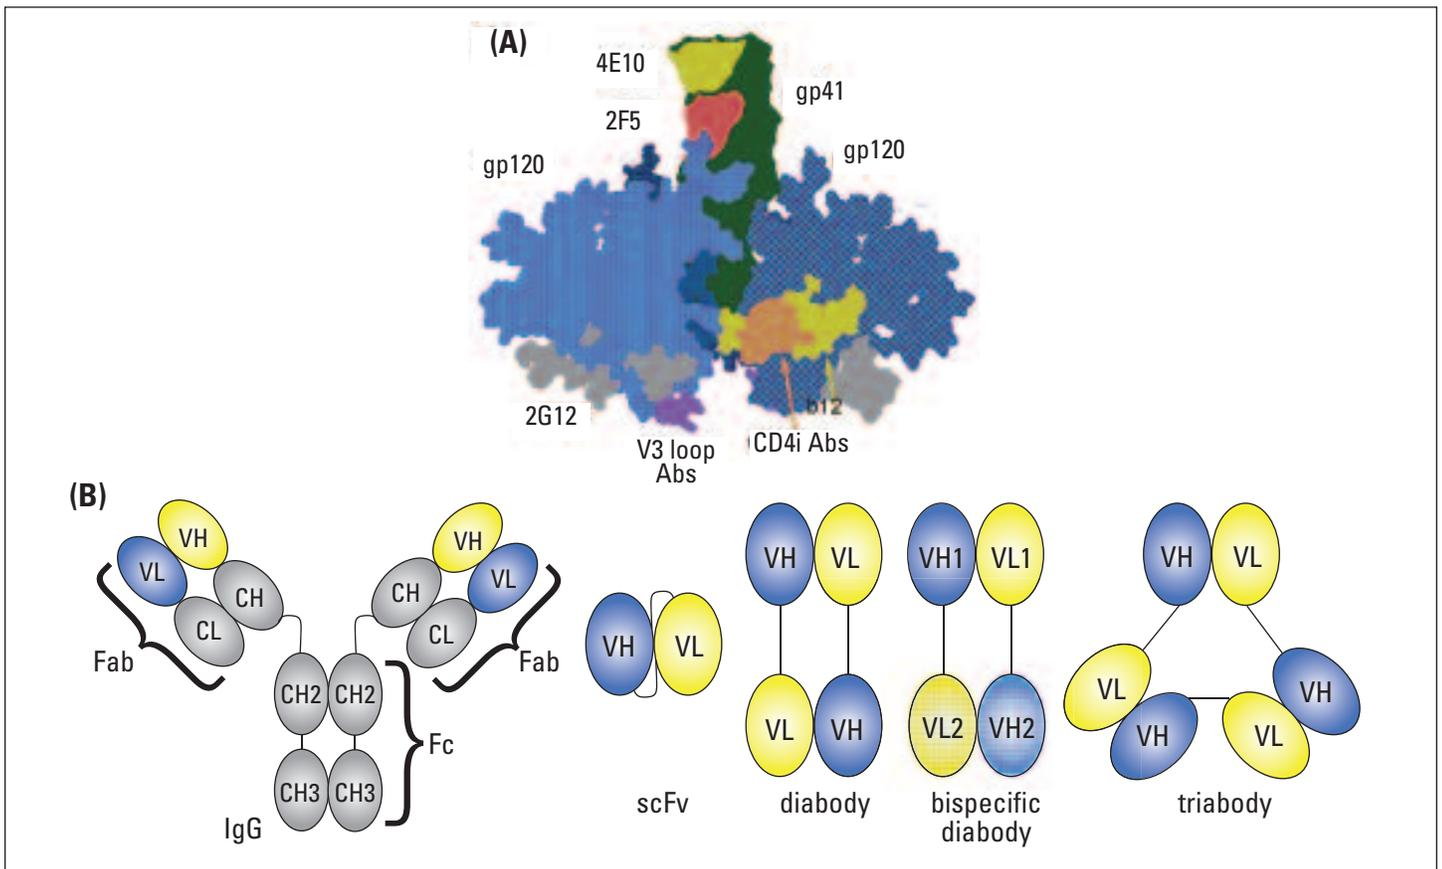 (A)
4E10
gp41
2F5
gp120
gp120
b12
2G12
V3 loop
Abs
CD4i Abs
(B)
VH
VL
CH
CL
Fab
VH
VL
CH
CL
Fab
CH2
CH2
CH3
CH3
Fc
IgG
VH
VL
scFv
VH
VL
VL
VH
diabody
VH1
VL1
VL2
VH2
bispecific
diabody
VH
VL
VL
VH
VL
VH
triabody